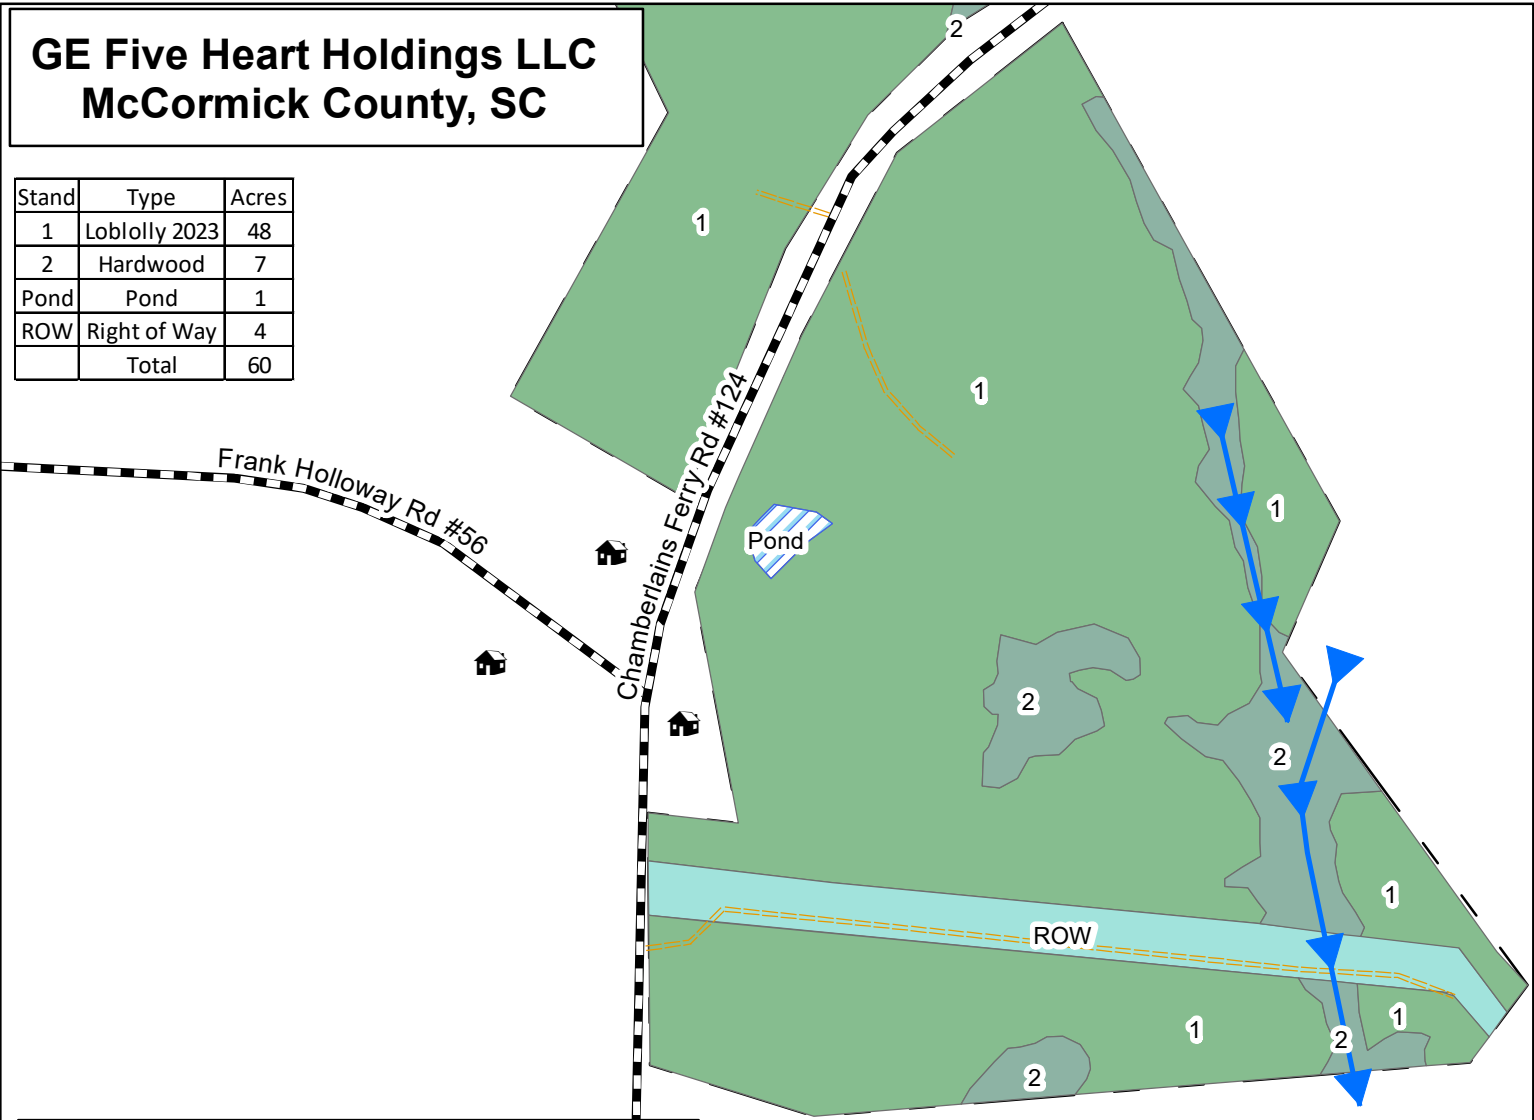 GE Five Heart Holdings LLC
McCormick County, SC
Stand Type Acres
1 Loblolly 2023 48
2 Hardwood 7
Pond Pond 1
ROW Right of Way 4
Total 60
2
1
1
Chamberlains Ferry Rd #124
Frank Holloway Rd #56
1
Pond
2
2
1
ROW
1
1
2
2